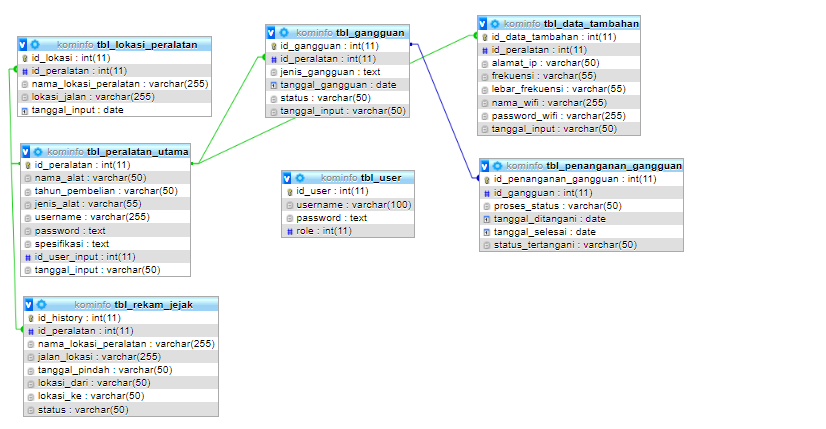 kominfo tbl_lokasi_peralatan
id_lokasi : int(11)
id_peralatan : int(11)
nama_lokasi_peralatan : varchar(255)
lokasi_jalan : varchar(255)
tanggal_input : date
kominfo tbl_gangguan
id_gangguan : int(11)
id_peralatan : int(11)
jenis_gangguan : text
tanggal_gangguan : date
status : varchar(50)
tanggal_input : varchar(50)
kominfo tbl_data_tambahan
id_data_tambahan : int(11)
id_peralatan : int(11)
alamat_ip : varchar(50)
frekuensi : varchar(55)
lebar_frekuensi : varchar(55)
nama_wifi : varchar(255)
password_wifi : varchar(255)
tanggal_input : varchar(50)
kominfo tbl_peralatan_utama
id_peralatan : int(11)
nama_alat : varchar(50)
tahun_pembelian : varchar(50)
jenis_alat : varchar(55)
username : varchar(255)
password : text
spesifikasi : text
id_user_input : int(11)
tanggal_input : varchar(50)
kominfo tbl_user
id_user : int(11)
username : varchar(100)
password : text
role : int(11)
kominfo tbl_penanganan_gangguan
id_penanganan_gangguan : int(11)
id_gangguan : int(11)
proses_status : varchar(50)
tanggal_ditangani : date
tanggal_selesai : date
status_tertangani : varchar(50)
kominfo tbl_rekam_jejak
id_history : int(11)
id_peralatan : int(11)
nama_lokasi_peralatan : varchar(255)
jalan_lokasi : varchar(255)
tanggal_pindah : varchar(50)
lokasi_dari : varchar(50)
lokasi_ke : varchar(50)
status : varchar(50)